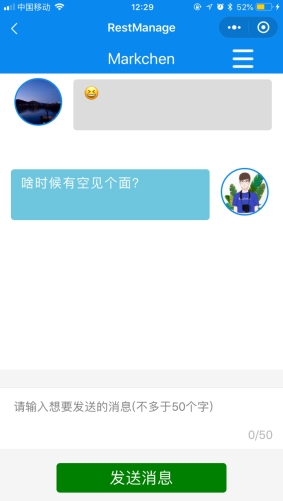 中国移动
12:29
52%
RestManage
Markchen
啥时候有空见个面?
请输入想要发送的消息(不多于50个字)
0/50
发送消息